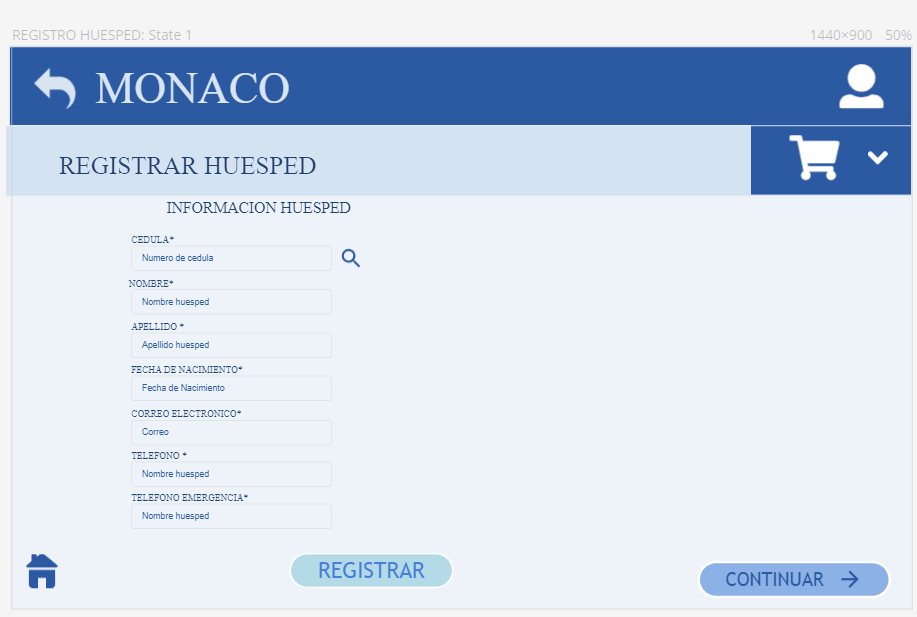 REGISTRO HUESPED: State 1 1440×900 50%
MONACO
REGISTRAR HUESPED
INFORMACION HUESPED
CEDULA*
Numero de cedula
NOMBRE*
Nombre huesped
APELLIDO *
Apellido huesped
FECHA DE NACIMIENTO*
Fecha de Nacimiento
CORREO ELECTRONICO*
Correo
TELEFONO *
Nombre huesped
TELEFONO EMERGENCIA*
Nombre huesped
REGISTRAR
CONTINUAR